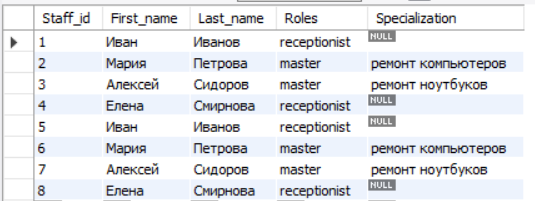 Staff_id First_name Last_name Roles Specialization
1 Иван Иванов receptionist NULL
2 Мария Петрова master ремонт компьютеров
3 Алексей Сидоров master ремонт ноутбуков
4 Елена Смирнова receptionist NULL
5 Иван Иванов receptionist NULL
6 Мария Петрова master ремонт компьютеров
7 Алексей Сидоров master ремонт ноутбуков
8 Елена Смирнова receptionist NULL